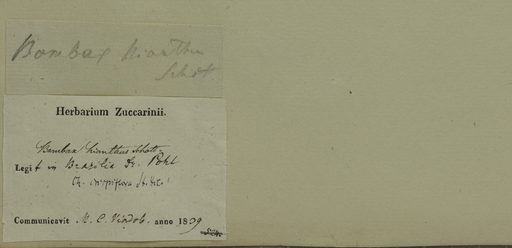 Bombax
Schott
Herbarium Zuccarinii.
Bombax Schott
Legit in Brasilia Dr. Pohl
Communicavit M. C. Vindob. anno 1839